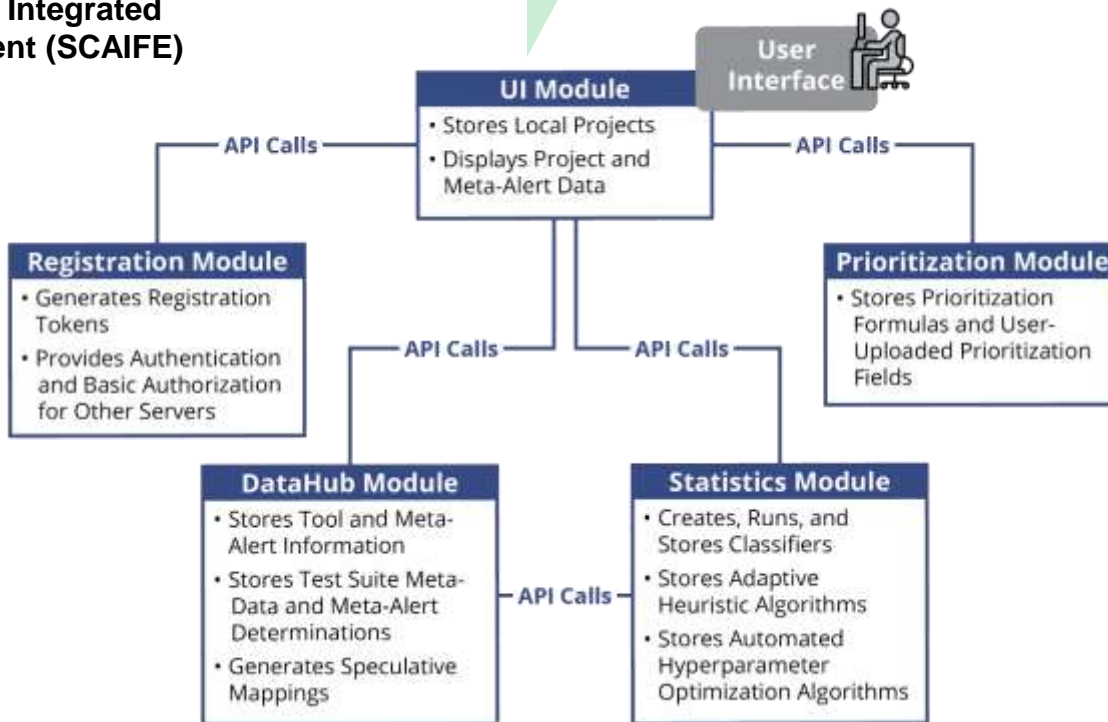 Integrated
ent (SCAIFE)
User
Interface
UI Module
• Stores Local Projects
• Displays Project and
Meta-Alert Data
API Calls
API Calls
Registration Module
• Generates Registration
Tokens
• Provides Authentication
and Basic Authorization
for Other Servers
Prioritization Module
• Stores Prioritization
Formulas and User-
Uploaded Prioritization
Fields
API Calls
API Calls
DataHub Module
• Stores Tool and Meta-
Alert Information
• Stores Test Suite Meta-
Data and Meta-Alert
Determinations
• Generates Speculative
Mappings
API Calls
Statistics Module
• Creates, Runs, and
Stores Classifiers
• Stores Adaptive
Heuristic Algorithms
• Stores Automated
Hyperparameter
Optimization Algorithms